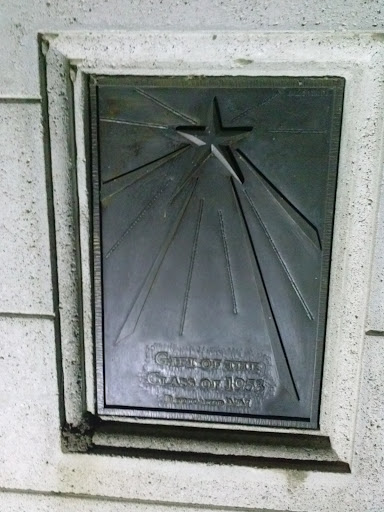 GIFT OF THE
CLASS OF 1953